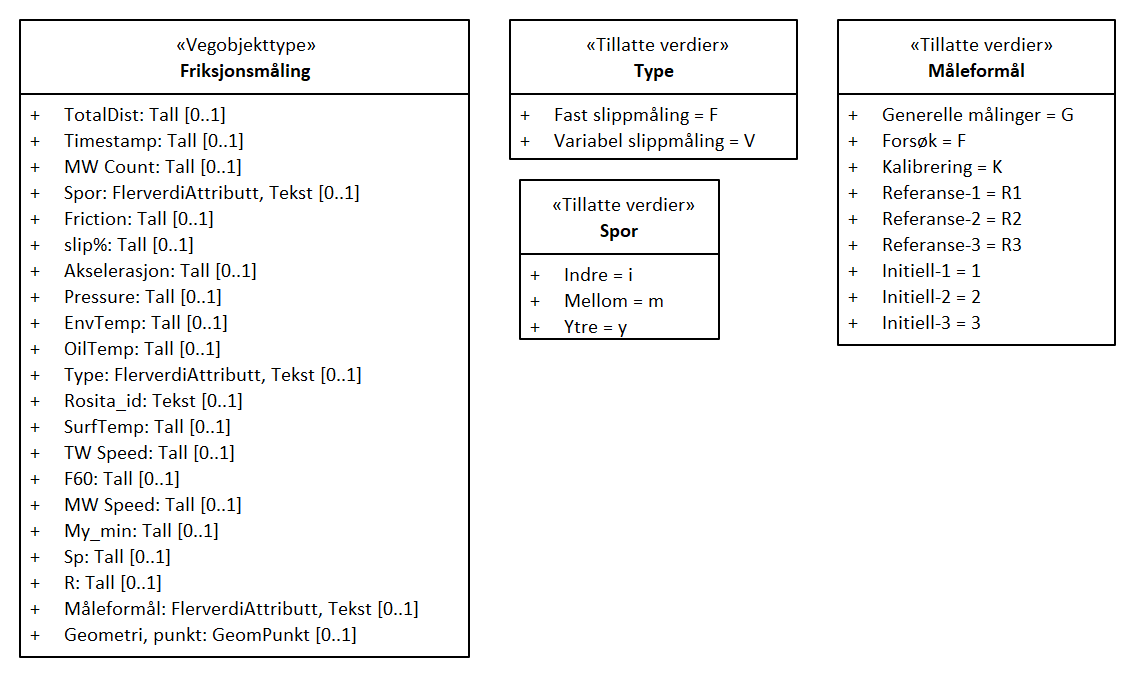 «Vegobjekttype»
Friksjonsmåling
+ TotalDist: Tall [0..1]
+ Timestamp: Tall [0..1]
+ MW Count: Tall [0..1]
+ Spor: FlerverdiAttributt, Tekst [0..1]
+ Friction: Tall [0..1]
+ slip%: Tall [0..1]
+ Akselerasjon: Tall [0..1]
+ Pressure: Tall [0..1]
+ EnvTemp: Tall [0..1]
+ OilTemp: Tall [0..1]
+ Type: FlerverdiAttributt, Tekst [0..1]
+ Rosita_id: Tekst [0..1]
+ SurfTemp: Tall [0..1]
+ TW Speed: Tall [0..1]
+ F60: Tall [0..1]
+ MW Speed: Tall [0..1]
+ My_min: Tall [0..1]
+ Sp: Tall [0..1]
+ R: Tall [0..1]
+ Måleformål: FlerverdiAttributt, Tekst [0..1]
+ Geometri, punkt: GeomPunkt [0..1]
«Tillatte verdier»
Type
+ Fast slippmåling = F
+ Variabel slippmåling = V
«Tillatte verdier»
Spor
+ Indre = i
+ Mellom = m
+ Ytre = y
«Tillatte verdier»
Måleformål
+ Generelle målinger = G
+ Forsøk = F
+ Kalibrering = K
+ Referanse-1 = R1
+ Referanse-2 = R2
+ Referanse-3 = R3
+ Initiell-1 = 1
+ Initiell-2 = 2
+ Initiell-3 = 3